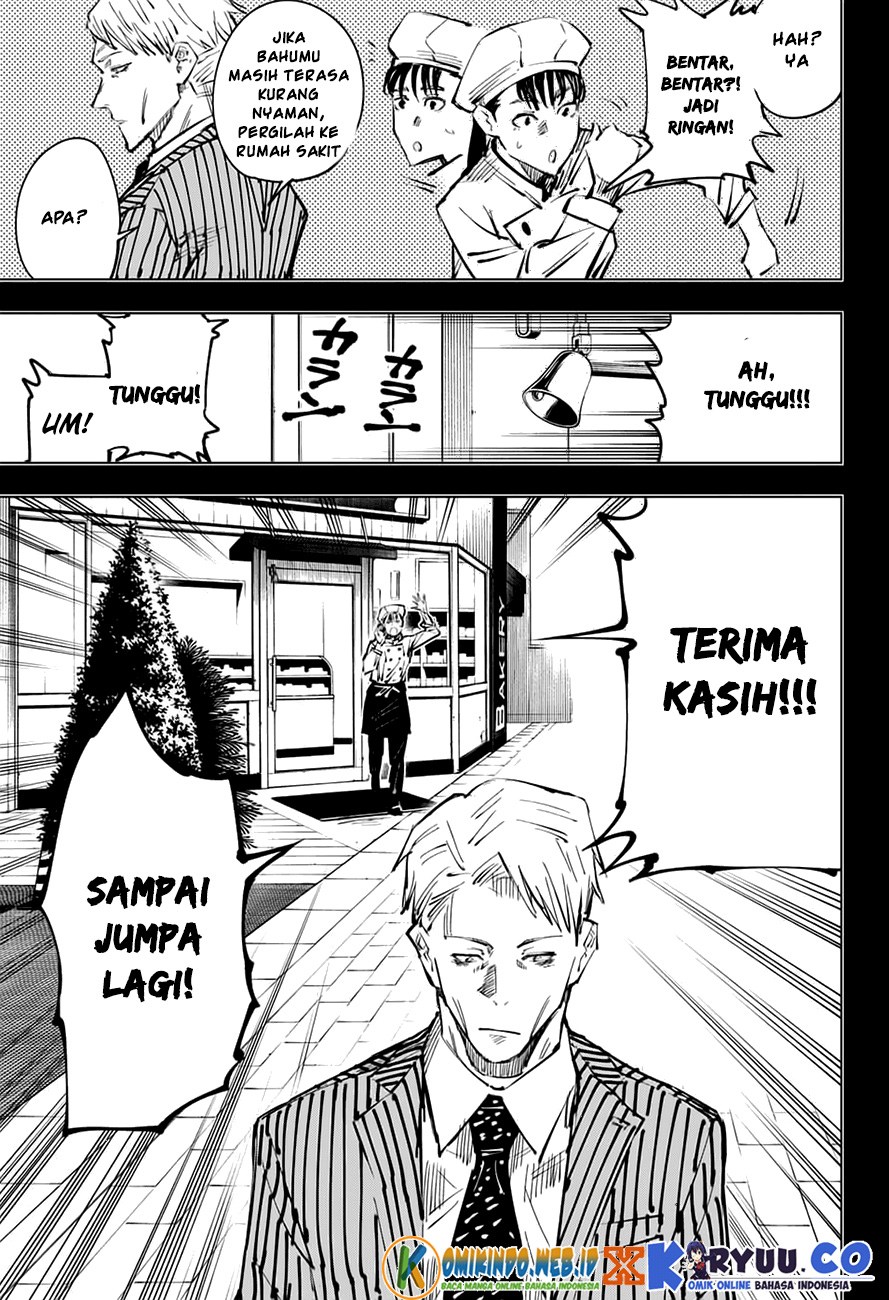 HAH?
YA
BENTAR,
BENTAR?!
JADI
RINGAN!
JIKA
BAHUMU
MASIH TERASA
KURANG
NYAMAN,
PERGILAH KE
RUMAH SAKIT
APA?
AH,
TUNGGU!!!
カラン
カラン
TUNGGU!
UM!
TERIMA
KASIH!!!
BAKERY
SAMPAI
JUMPA
LAGI!
KOMIKINDO.WEB.ID
BACA MANGA ONLINE BAHASA INDONESIA
X
KORYUU.CO
OMIK ONLINE BAHASA INDONESIA